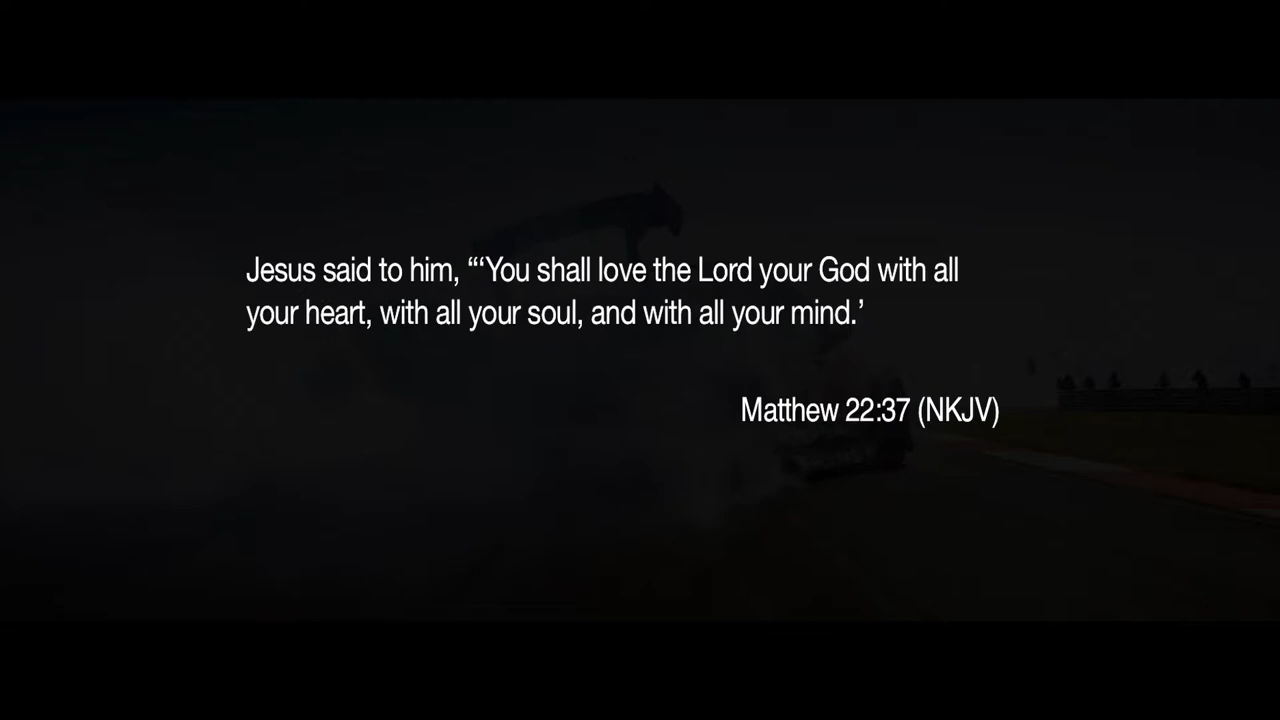 Jesus said to him, “‘You shall love the Lord your God with all
your heart, with all your soul, and with all your mind.’
Matthew 22:37 (NKJV)